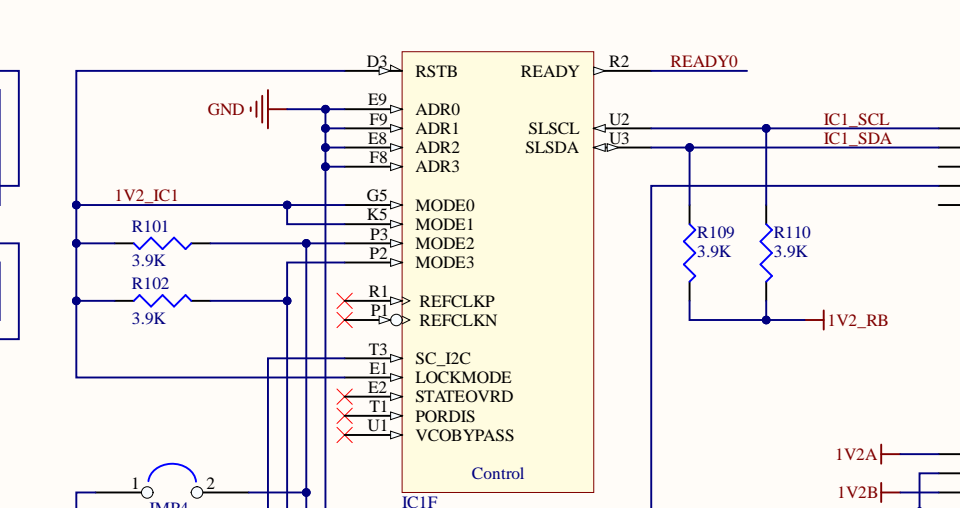 D3 RSTB READY R2 READY0
GND E9 ADR0
F9 ADR1 SLSCL U2 IC1_SCL
E8 ADR2 SLSDA U3 IC1_SDA
F8 ADR3
1V2_IC1 G5 MODE0
K5 MODE1
R101 P3 MODE2 R109 R110
3.9K P2 MODE3 3.9K 3.9K
R102 R1 REFCLKP
3.9K P1 REFCLKN 1V2_RB
T3 SC_I2C
E1 LOCKMODE
E2 STATEOVRD
T1 PORDIS
U1 VCOBYPASS
1V2A
Control
1 2 1V2B
JMP4 IC1F